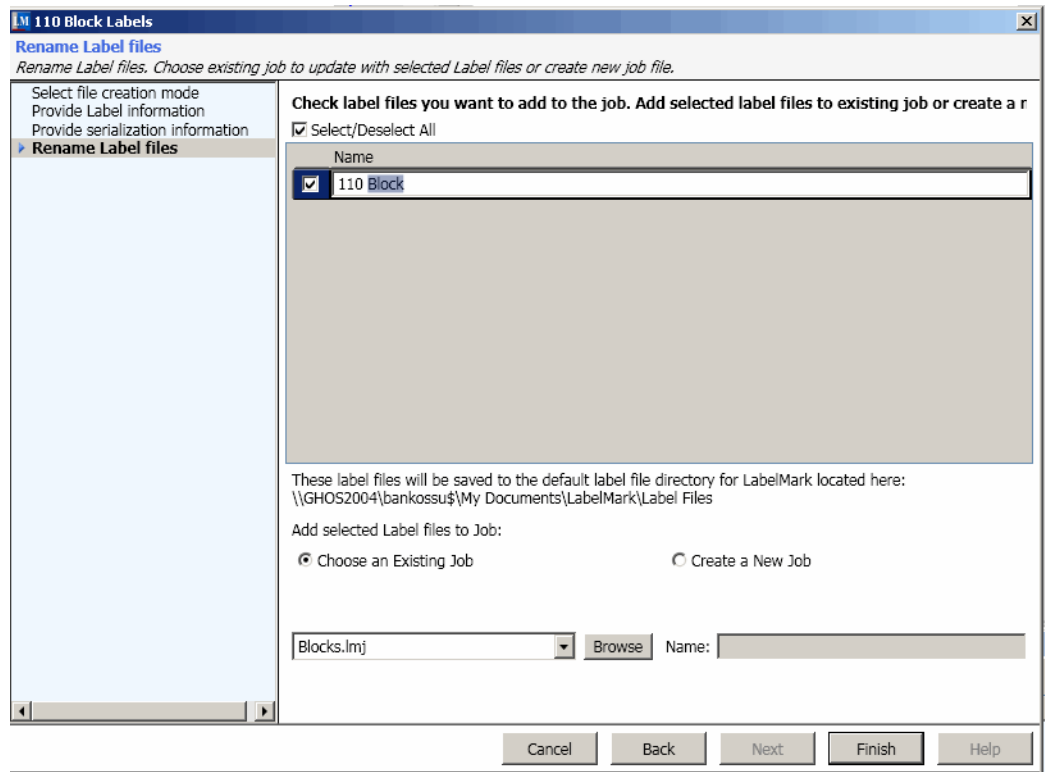 LM 110 Block Labels
Rename Label files
Rename Label files. Choose existing job to update with selected Label files or create new job file.
Select file creation mode
Provide Label information
Provide serialization information
Rename Label files
Check label files you want to add to the job. Add selected label files to existing job or create a
Select/Deselect All
Name
110 Block
These label files will be saved to the default label file directory for LabelMark located here:
\\GHOS2004\bankossu$\My Documents\LabelMark\Label Files
Add selected Label files to Job:
Choose an Existing Job
Create a New Job
Blocks.lmj
Browse
Name:
Cancel
Back
Next
Finish
Help